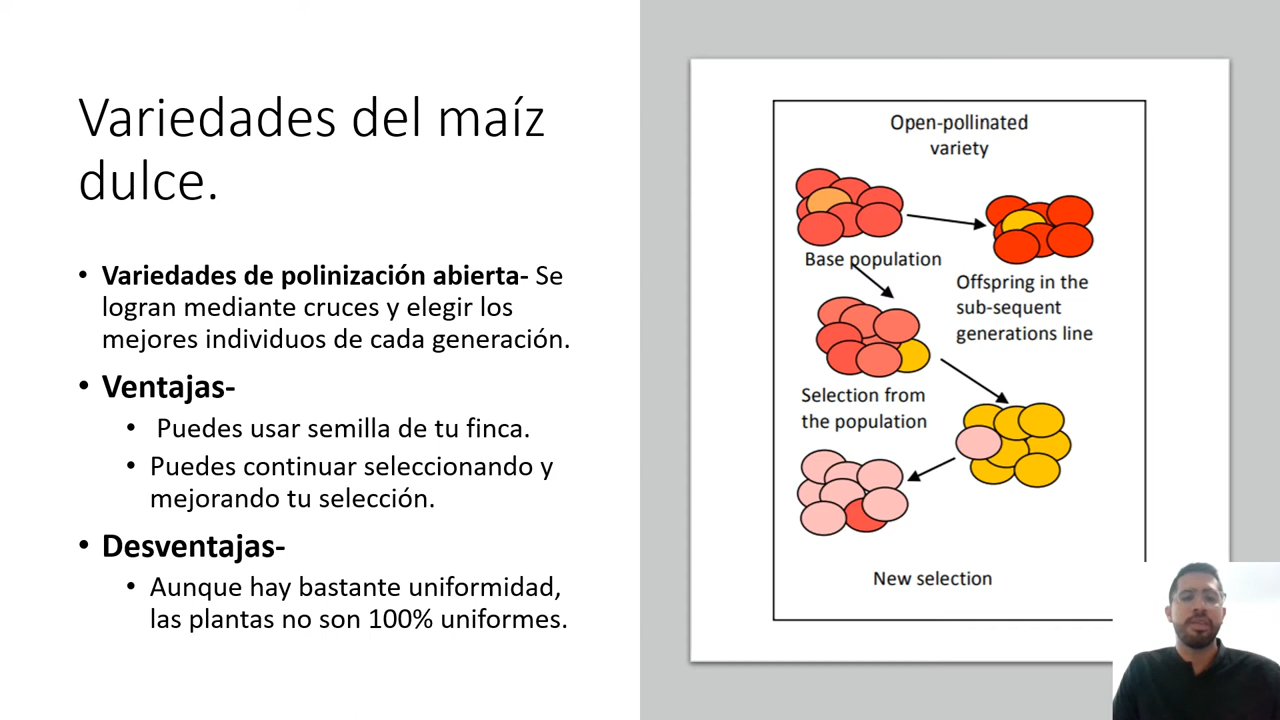 Variedades del maíz
dulce.
• Variedades de polinización abierta- Se
logran mediante cruces y elegir los
mejores individuos de cada generación.
• Ventajas-
• Puedes usar semilla de tu finca.
• Puedes continuar seleccionando y
mejorando tu selección.
• Desventajas-
• Aunque hay bastante uniformidad,
las plantas no son 100% uniformes.
Open-pollinated
variety
Base population
Offspring in the
sub-sequent
generations line
Selection from
the population
New selection